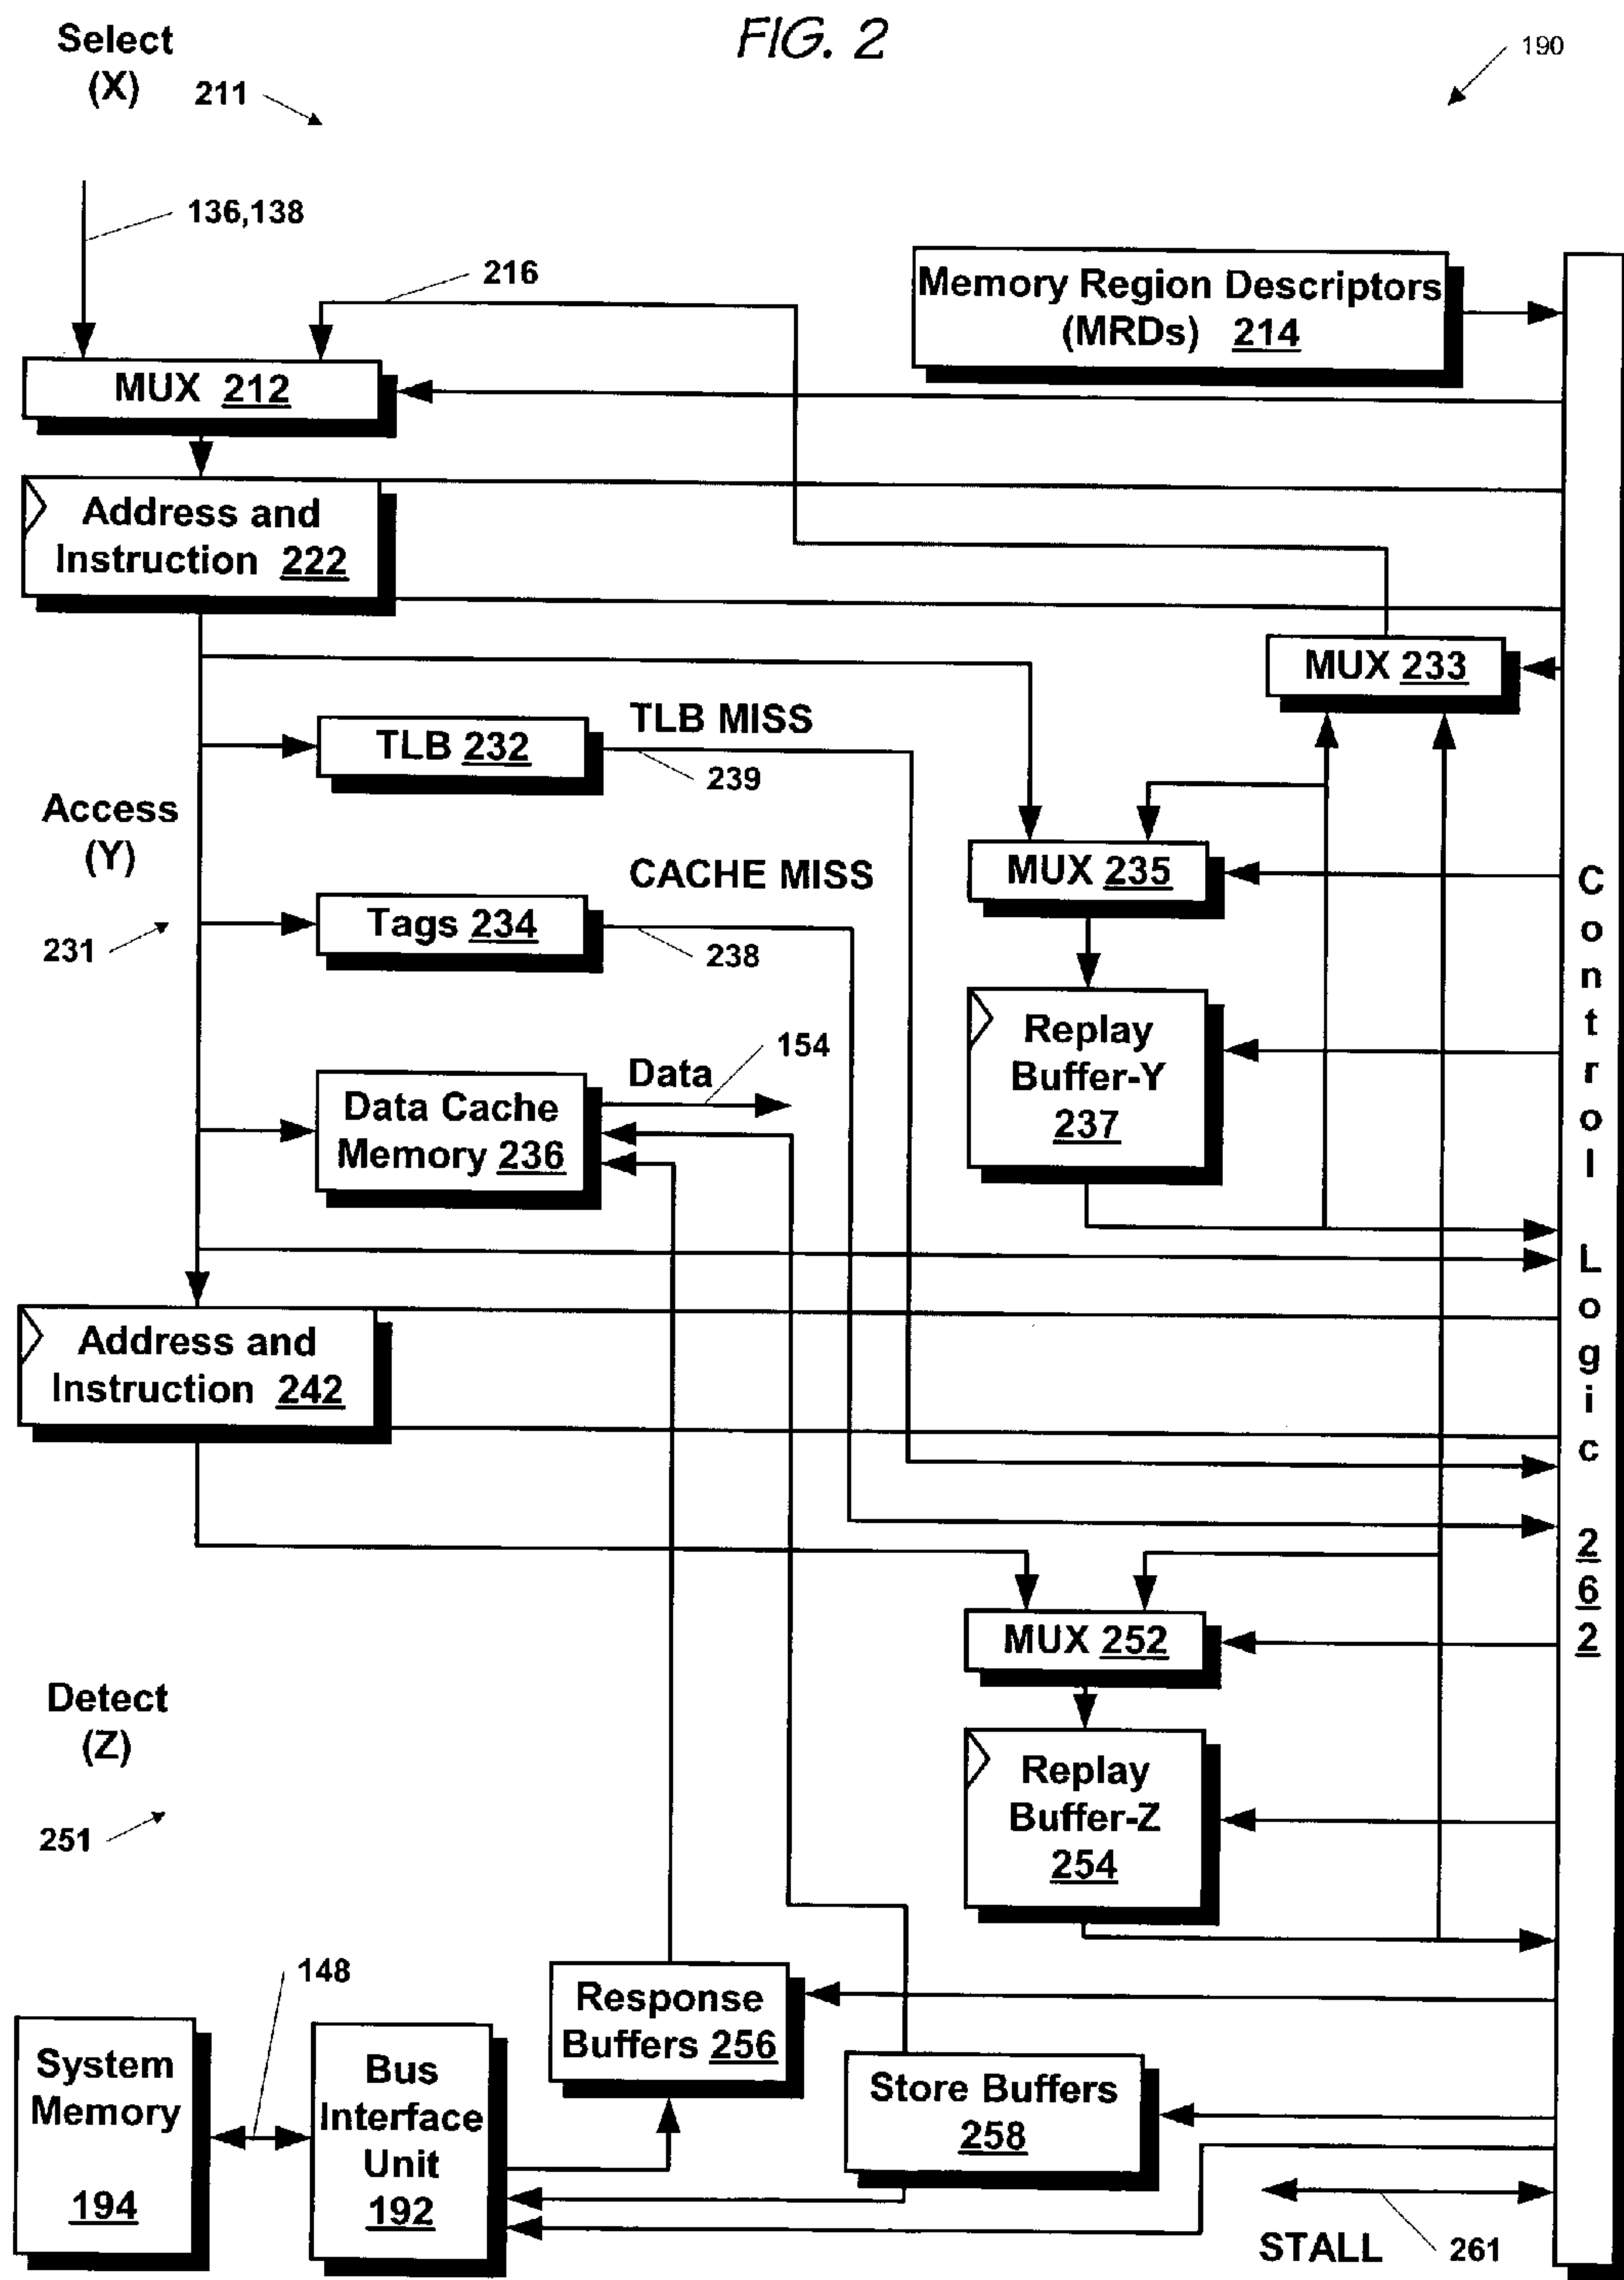 FIG. 2
190
Select
(X)
211
136,138
216
Memory Region Descriptors
(MRDs) 214
MUX 212
Address and
Instruction 222
MUX 233
TLB MISS
TLB 232
239
Access
(Y)
231
CACHE MISS
MUX 235
Tags 234
238
Replay
Buffer-Y
237
154
Data
Data Cache
Memory 236
Control Logic 262
Address and
Instruction 242
MUX 252
Detect
(Z)
251
Replay
Buffer-Z
254
148
Response
Buffers 256
System
Memory
194
Bus
Interface
Unit
192
Store Buffers
258
STALL
261